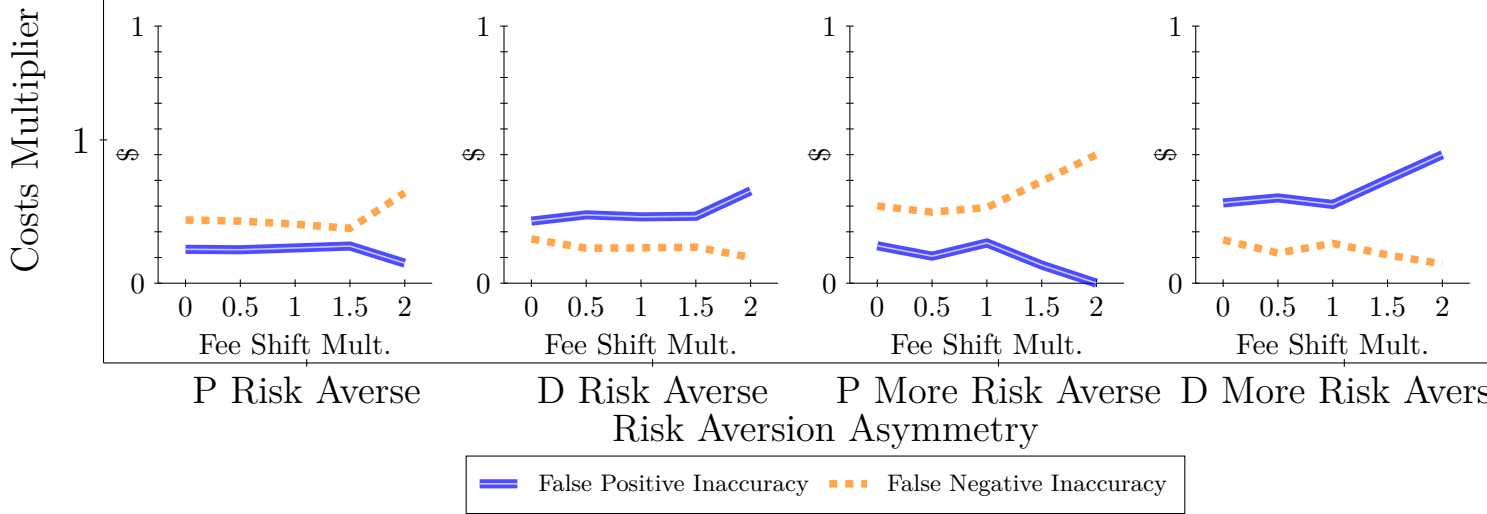 Costs Multiplier
1
1
$
0
0 0.5 1 1.5 2
Fee Shift Mult.
P Risk Averse
1
$
0
0 0.5 1 1.5 2
Fee Shift Mult.
D Risk Averse
1
$
0
0 0.5 1 1.5 2
Fee Shift Mult.
P More Risk Averse
1
$
0
0 0.5 1 1.5 2
Fee Shift Mult.
D More Risk Avers
Risk Aversion Asymmetry
False Positive Inaccuracy False Negative Inaccuracy